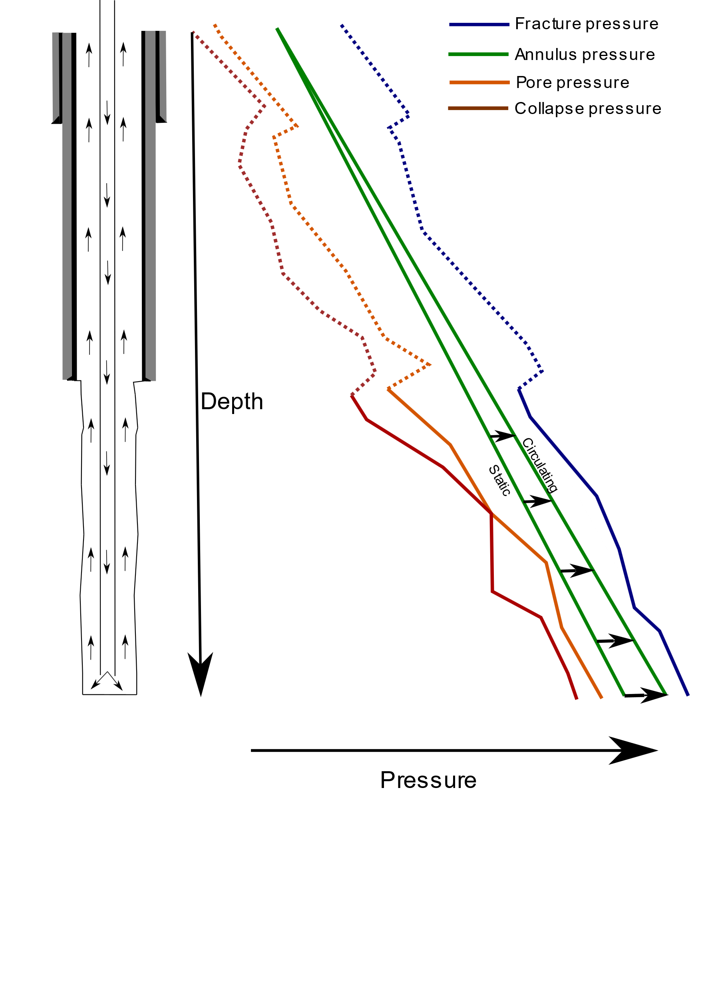 Fracture pressure
Annulus pressure
Pore pressure
Collapse pressure
Depth
Circulating
Static
Pressure